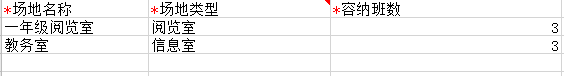 *场地名称 *场地类型 *容纳班数
一年级阅览室 阅览室 3
教务室 信息室 3